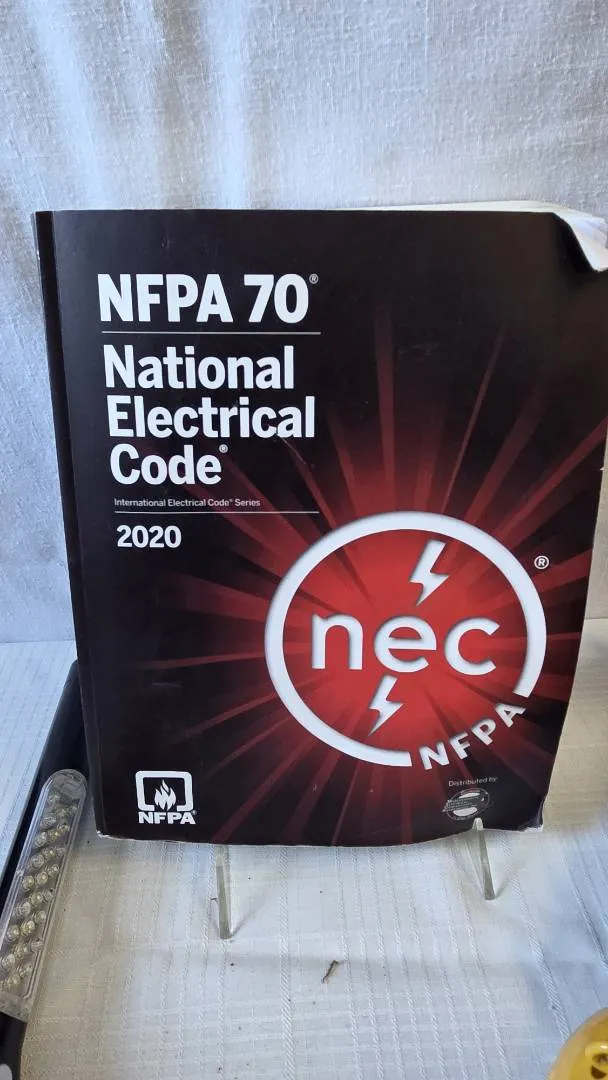 NFPA 70®
National
Electrical
Code®
International Electrical Code® Series
2020
nec®
NFPA
Distributed by
NFPA®